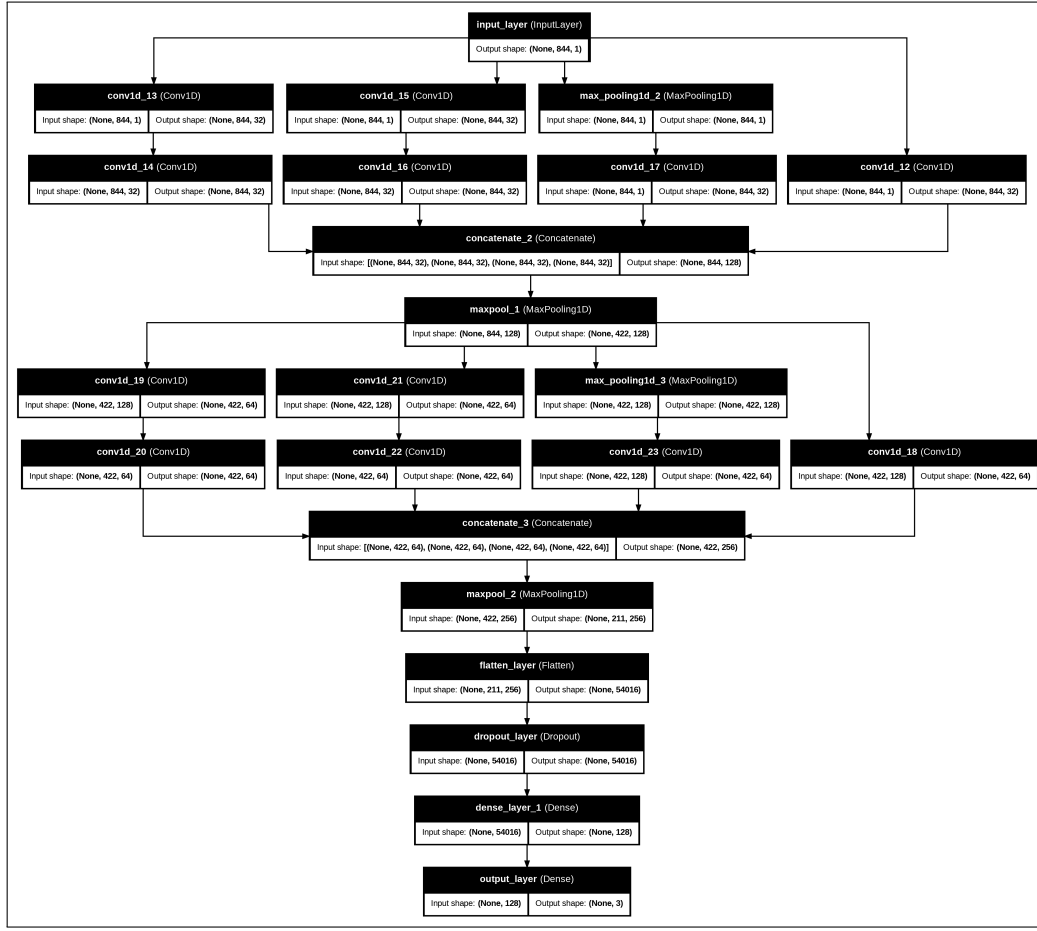 input_layer (InputLayer)
Output shape: (None, 844, 1)
conv1d_13 (Conv1D)
Input shape: (None, 844, 1) Output shape: (None, 844, 32)
conv1d_15 (Conv1D)
Input shape: (None, 844, 1) Output shape: (None, 844, 32)
max_pooling1d_2 (MaxPooling1D)
Input shape: (None, 844, 1) Output shape: (None, 844, 1)
conv1d_14 (Conv1D)
Input shape: (None, 844, 32) Output shape: (None, 844, 32)
conv1d_16 (Conv1D)
Input shape: (None, 844, 32) Output shape: (None, 844, 32)
conv1d_17 (Conv1D)
Input shape: (None, 844, 1) Output shape: (None, 844, 32)
conv1d_12 (Conv1D)
Input shape: (None, 844, 1) Output shape: (None, 844, 32)
concatenate_2 (Concatenate)
Input shape: [(None, 844, 32), (None, 844, 32), (None, 844, 32), (None, 844, 32)] Output shape: (None, 844, 128)
maxpool_1 (MaxPooling1D)
Input shape: (None, 844, 128) Output shape: (None, 422, 128)
conv1d_19 (Conv1D)
Input shape: (None, 422, 128) Output shape: (None, 422, 64)
conv1d_21 (Conv1D)
Input shape: (None, 422, 128) Output shape: (None, 422, 64)
max_pooling1d_3 (MaxPooling1D)
Input shape: (None, 422, 128) Output shape: (None, 422, 128)
conv1d_20 (Conv1D)
Input shape: (None, 422, 64) Output shape: (None, 422, 64)
conv1d_22 (Conv1D)
Input shape: (None, 422, 64) Output shape: (None, 422, 64)
conv1d_23 (Conv1D)
Input shape: (None, 422, 128) Output shape: (None, 422, 64)
conv1d_18 (Conv1D)
Input shape: (None, 422, 128) Output shape: (None, 422, 64)
concatenate_3 (Concatenate)
Input shape: [(None, 422, 64), (None, 422, 64), (None, 422, 64), (None, 422, 64)] Output shape: (None, 422, 256)
maxpool_2 (MaxPooling1D)
Input shape: (None, 422, 256) Output shape: (None, 211, 256)
flatten_layer (Flatten)
Input shape: (None, 211, 256) Output shape: (None, 54016)
dropout_layer (Dropout)
Input shape: (None, 54016) Output shape: (None, 54016)
dense_layer_1 (Dense)
Input shape: (None, 54016) Output shape: (None, 128)
output_layer (Dense)
Input shape: (None, 128) Output shape: (None, 3)